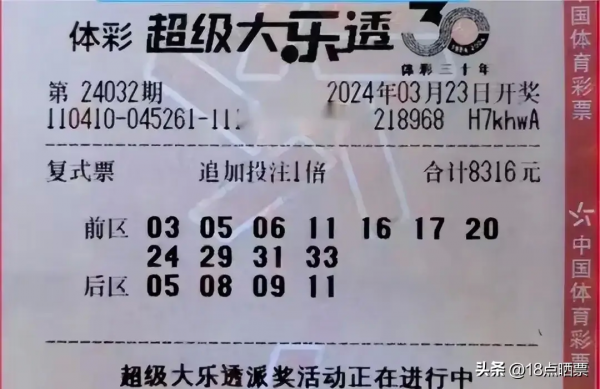 体彩 超级大乐透 30
1994 2024
体彩三十年
第 24032期 2024年03月23日开奖
110410-045261-11 218968 H7khwA
复式票 追加投注1倍 合计8316元
前区 03 05 06 11 16 17 20
24 29 31 33
后区 05 08 09 11
超级大乐透派奖活动正在进行中
中国体育彩票
中国体育彩票
头条 @18点晒票